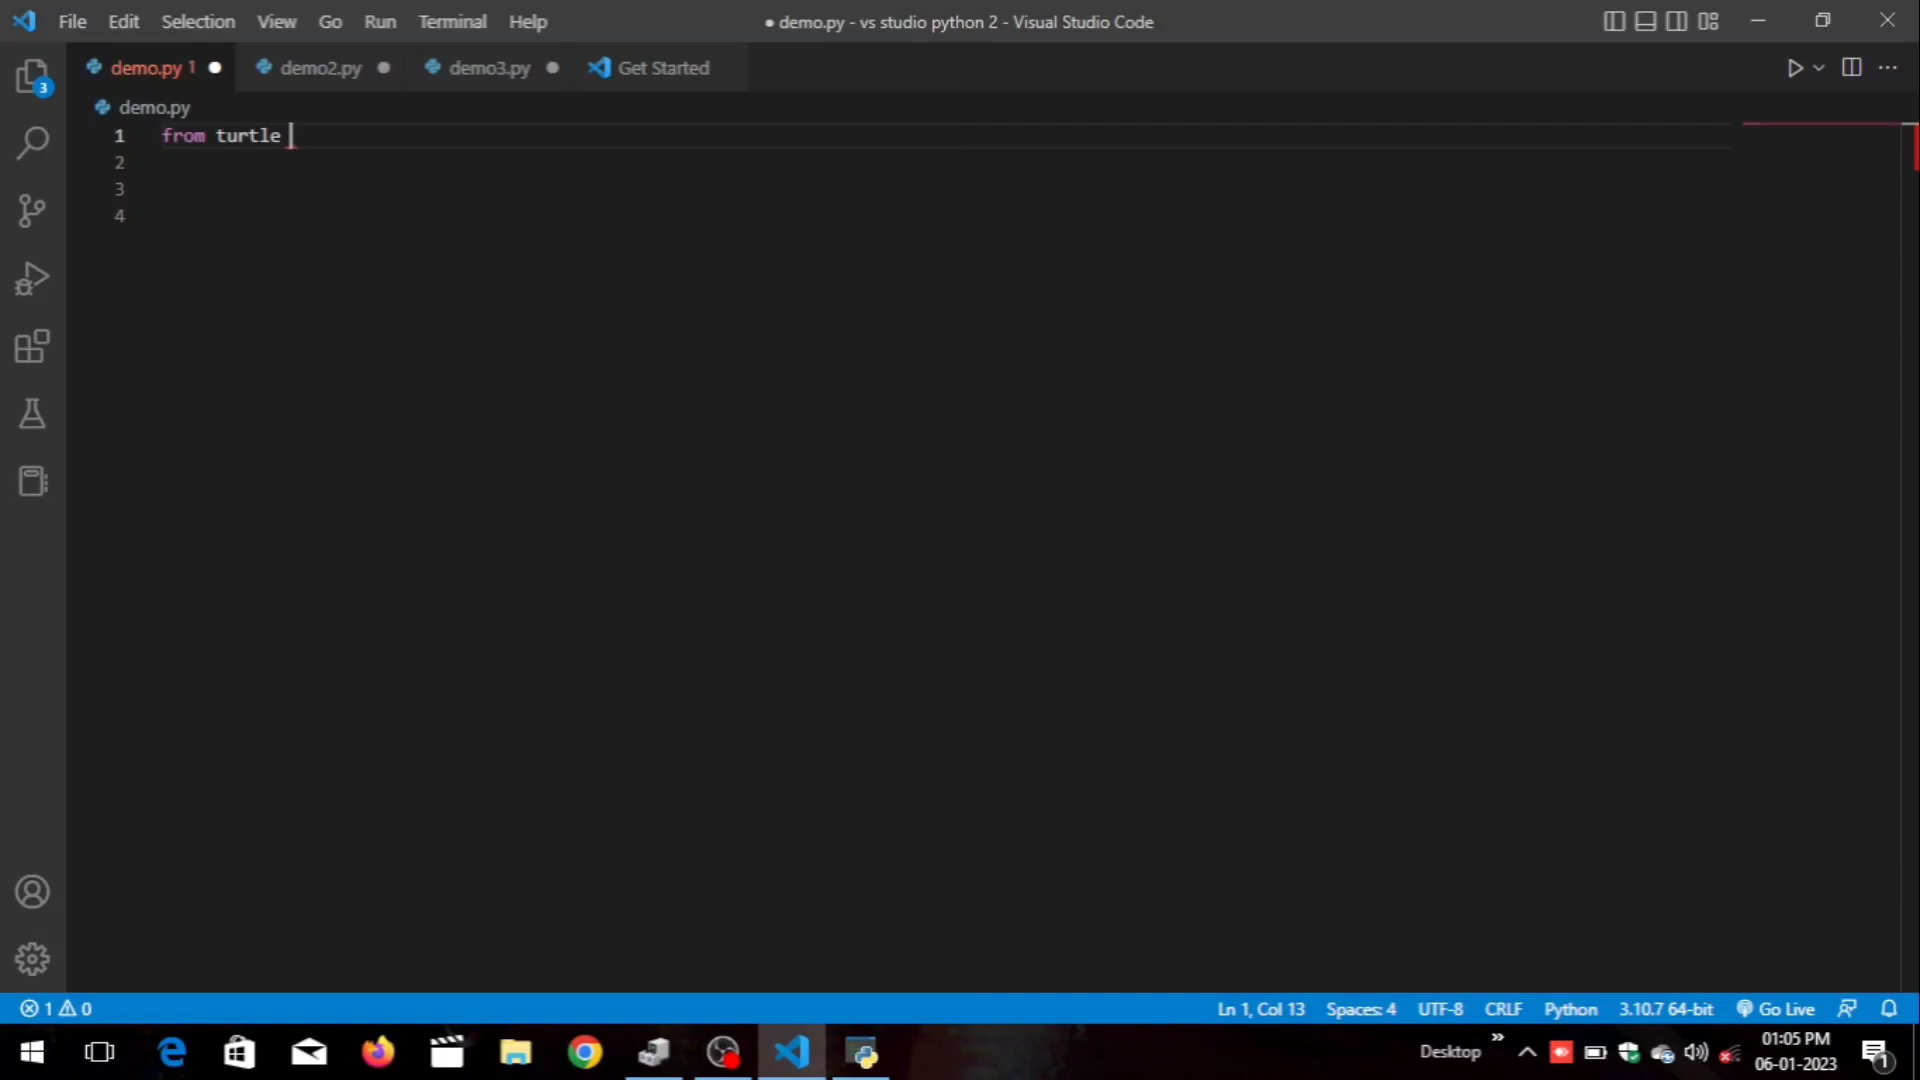 File Edit Selection View Go Run Terminal Help
● demo.py - vs studio python 2 - Visual Studio Code
demo.py 1 demo2.py demo3.py Get Started
3
demo.py
1 from turtle
2
3
4
1 0
Ln 1, Col 13 Spaces: 4 UTF-8 CRLF Python 3.10.7 64-bit Go Live
Desktop
01:05 PM
06-01-2023
1